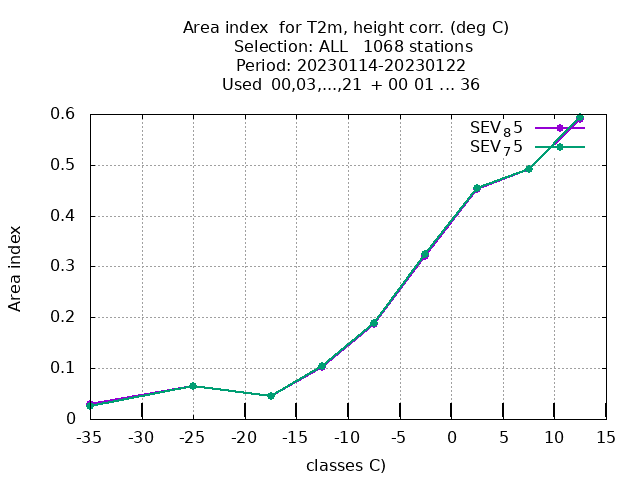 Area index  for T2m, height corr. (deg C)
Selection: ALL   1068 stations
Period: 20230114-20230122
Used  00,03,...,21  + 00 01 ... 36
SEV₈5
SEV₇5
Area index
0.6
0.5
0.4
0.3
0.2
0.1
0
-35 -30 -25 -20 -15 -10 -5 0 5 10 15
classes C)